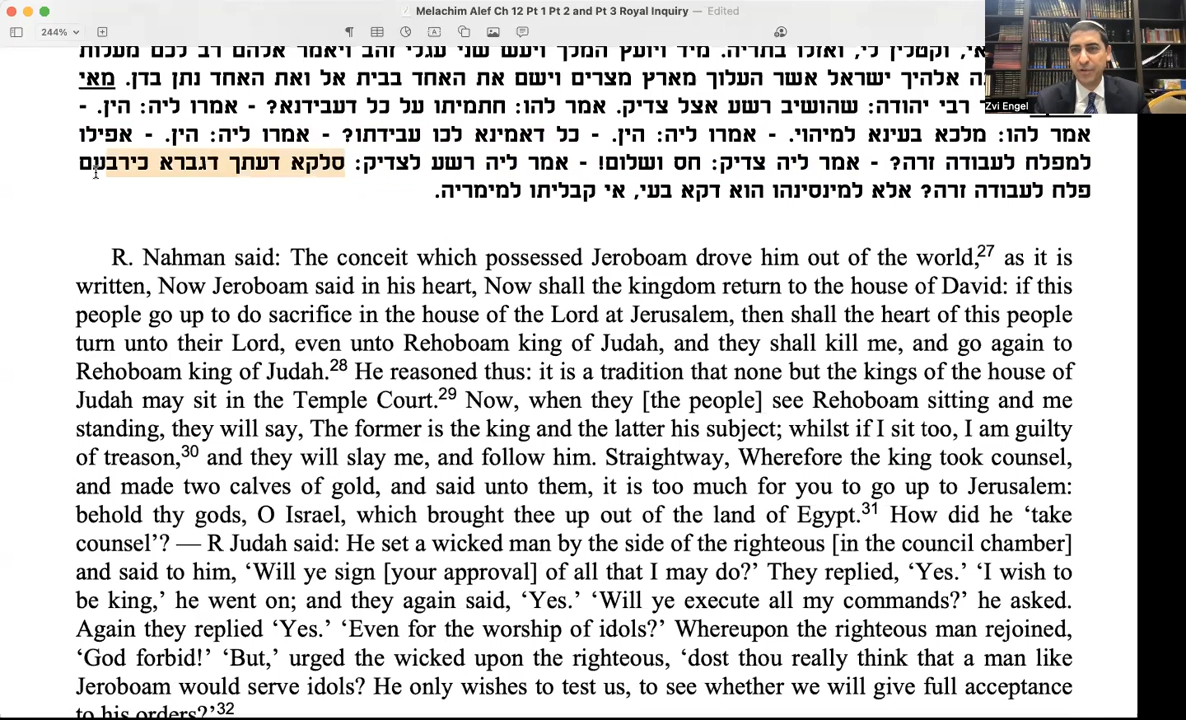 Melachim Alef Ch 12 Pt 1 Pt 2 and Pt 3 Royal Inquiry — Edited
244%
וקטלין לי, ואזלו בתריה. מיד ויועץ המלך ויעש שני עגלי זהב ויאמר אלהם רב לכם מעלות
אלהיך ישראל אשר העלוך מארץ מצרים וישם את האחד בבית אל ואת האחד נתן בדן. מאי
רבי יהודה: שהושיב רשע אצל צדיק. אמר להו: חתמיתו על כל דעבידנא? - אמרו ליה: הין. -
Zvi Engel
אמר להו: מלכא בעינא למיהוי. - אמרו ליה: הין. - כל דאמינא לכו עבידתו? - אמרו ליה: הין. - אפילו
למפלח לעבודה זרה? - אמר ליה צדיק: חס ושלום! - אמר ליה רשע לצדיק: סלקא דעתך דגברא כירבעם
פלח לעבודה זרה? אלא למינסינהו הוא דקא בעי, אי קבליתו למימריה.
R. Nahman said: The conceit which possessed Jeroboam drove him out of the world,27 as it is
written, Now Jeroboam said in his heart, Now shall the kingdom return to the house of David: if this
people go up to do sacrifice in the house of the Lord at Jerusalem, then shall the heart of this people
turn unto their Lord, even unto Rehoboam king of Judah, and they shall kill me, and go again to
Rehoboam king of Judah.28 He reasoned thus: it is a tradition that none but the kings of the house of
Judah may sit in the Temple Court.29 Now, when they [the people] see Rehoboam sitting and me
standing, they will say, The former is the king and the latter his subject; whilst if I sit too, I am guilty
of treason,30 and they will slay me, and follow him. Straightway, Wherefore the king took counsel,
and made two calves of gold, and said unto them, it is too much for you to go up to Jerusalem:
behold thy gods, O Israel, which brought thee up out of the land of Egypt.31 How did he ‘take
counsel’? — R Judah said: He set a wicked man by the side of the righteous [in the council chamber]
and said to him, ‘Will ye sign [your approval] of all that I may do?’ They replied, ‘Yes.’ ‘I wish to
be king,’ he went on; and they again said, ‘Yes.’ ‘Will ye execute all my commands?’ he asked.
Again they replied ‘Yes.’ ‘Even for the worship of idols?’ Whereupon the righteous man rejoined,
‘God forbid!’ ‘But,’ urged the wicked upon the righteous, ‘dost thou really think that a man like
Jeroboam would serve idols? He only wishes to test us, to see whether we will give full acceptance
to his orders?’32